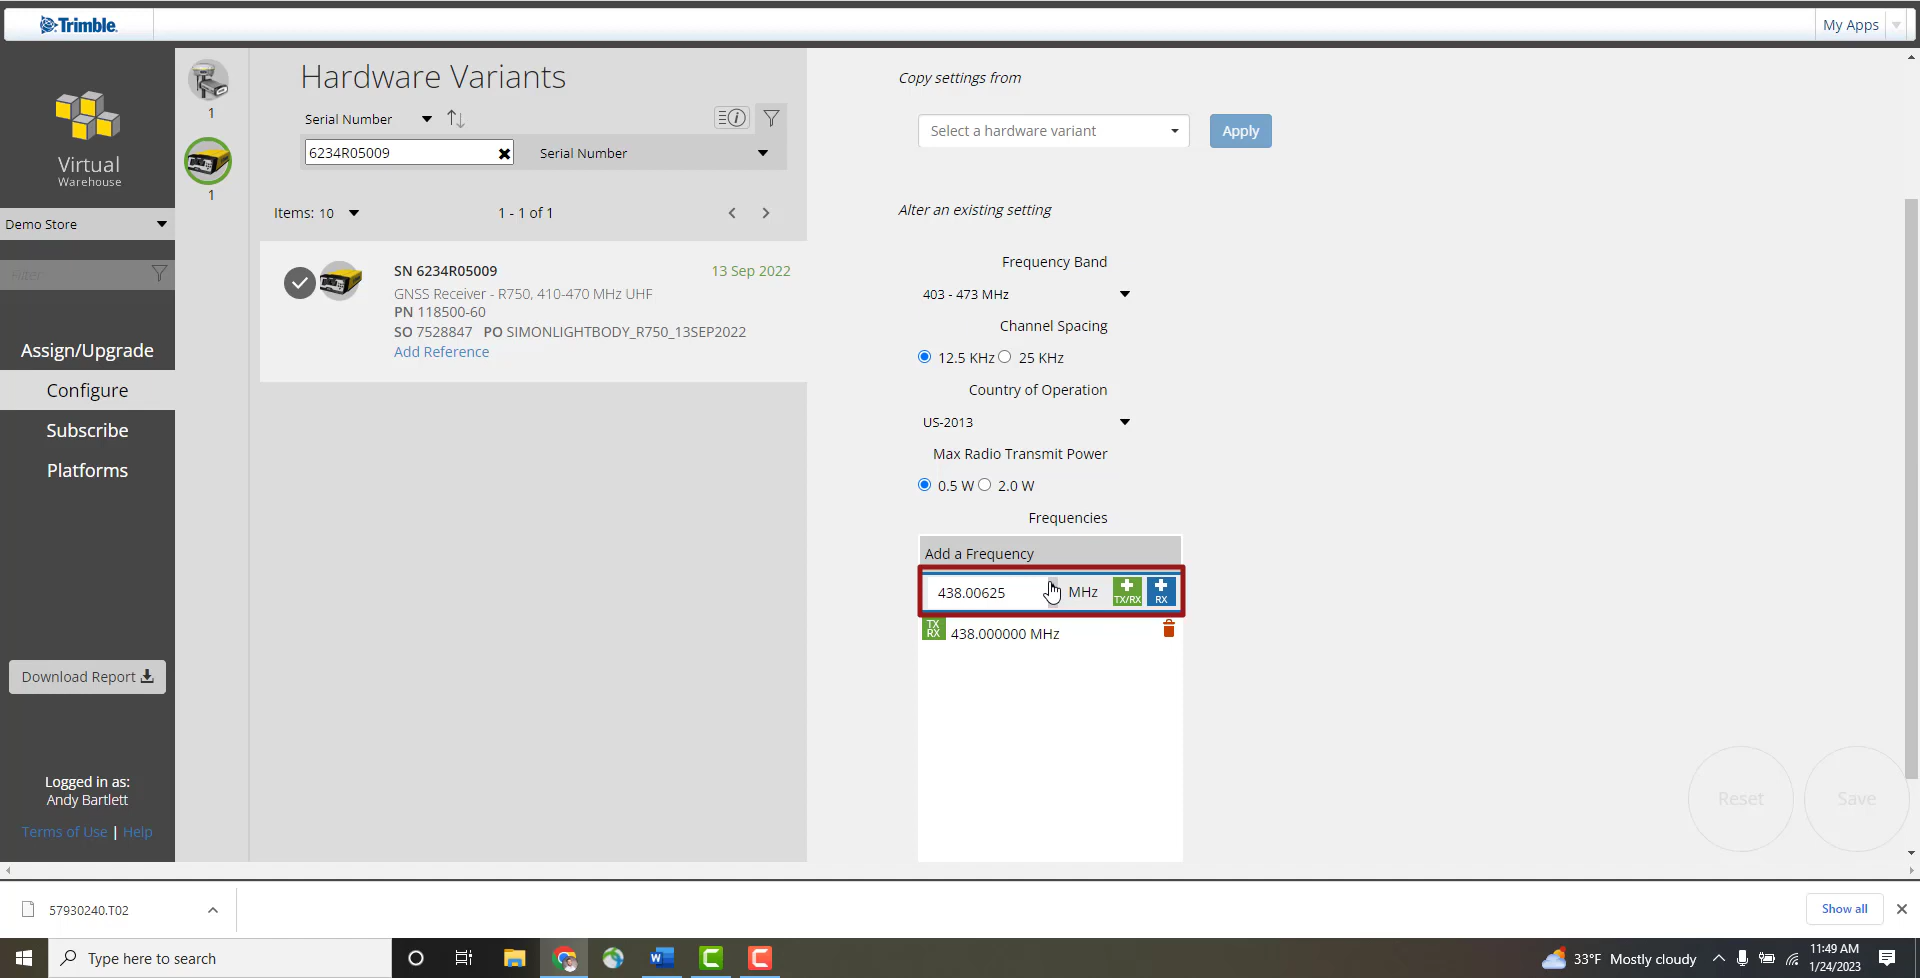 Trimble
My Apps
Virtual
Warehouse
Demo Store
Filter
Assign/Upgrade
Configure
Subscribe
Platforms
Download Report
Logged in as:
Andy Bartlett
Terms of Use | Help
1
1
Hardware Variants
Serial Number
6234R05009
Serial Number
Items: 10
1 - 1 of 1
SN 6234R05009
13 Sep 2022
GNSS Receiver - R750, 410-470 MHz UHF
PN 118500-60
SO 7528847 PO SIMONLIGHTBODY_R750_13SEP2022
Add Reference
Copy settings from
Select a hardware variant
Apply
Alter an existing setting
Frequency Band
403 - 473 MHz
Channel Spacing
12.5 KHz 25 KHz
Country of Operation
US-2013
Max Radio Transmit Power
0.5 W 2.0 W
Frequencies
Add a Frequency
438.00625 MHz
TX/RX
RX
TX
RX
438.000000 MHz
Reset
Save
57930240.T02
Show all
Type here to search
33°F Mostly cloudy
11:49 AM
1/24/2023